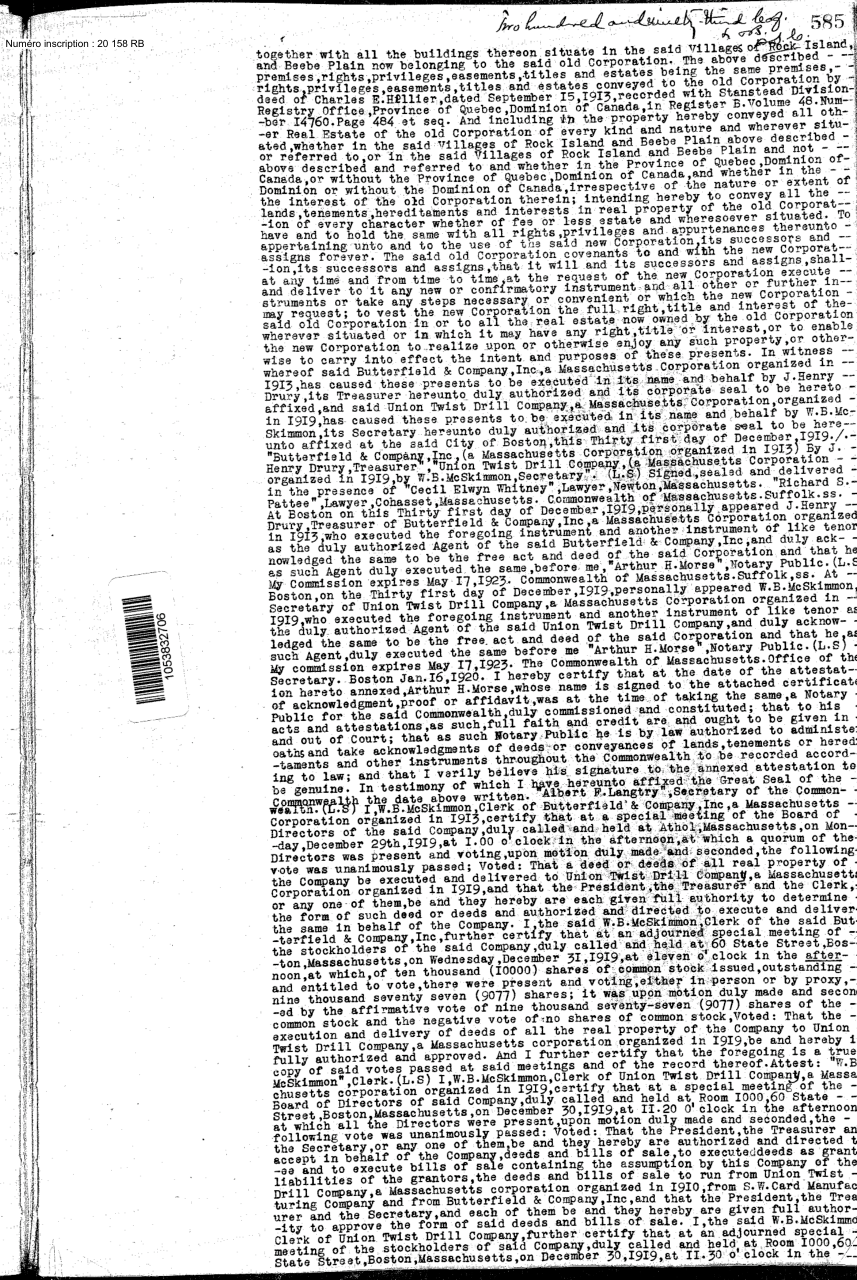 Two hundred and ninety third leaf.
585
Numéro inscription : 20 158 RB
together with all the buildings thereon situate in the said Villages of Rock Island,
and Beebe Plain now belonging to the said old Corporation. The above described - --
premises,rights,privileges,easements,titles and estates being the same premises,- -
rights,privileges,easements,titles and estates conveyed to the old Corporation by -
deed of Charles E.Hillier,dated September I5,I9I3,recorded with Stanstead Division-
Registry Office,Province of Quebec,Dominion of Canada,in Register B.Volume 48.Num--
-ber I4760.Page 484 et seq. And including in the property hereby conveyed all oth-
-er Real Estate of the old Corporation of every kind and nature and wherever situ-
ated,whether in the said Villages of Rock Island and Beebe Plain above described -
or referred to,or in the said Villages of Rock Island and Beebe Plain and not - --
above described and referred to and whether in the Province of Quebec,Dominion of-
Canada,or without the Province of Quebec,Dominion of Canada,and whether in the - -
Dominion or without the Dominion of Canada,irrespective of the nature or extent of
the interest of the old Corporation therein; intending hereby to convey all the --
lands,tenements,hereditaments and interests in real property of the old Corporat--
-ion of every character whether of fee or less estate and wheresoever situated. To
have and to hold the same with all rights,privileges and appurtenances thereunto -
appertaining unto and to the use of the said new Corporation,its successors and --
assigns forever. The said old Corporation covenants to and with the new Corporat--
-ion,its successors and assigns,that it will and its successors and assigns,shall-
at any time and from time to time,at the request of the new Corporation execute --
and deliver to it any new or confirmatory instrument and all other or further in--
struments or take any steps necessary or convenient or which the new Corporation -
may request; to vest the new Corporation the full right,title and interest of the-
said old Corporation in or to all the real estate now owned by the old Corporation
wherever situated or in which it may have any right,title or interest,or to enable
the new Corporation to realize upon or otherwise enjoy any such property,or other-
wise to carry into effect the intent and purposes of these presents. In witness --
whereof said Butterfield & Company,Inc,a Massachusetts Corporation organized in --
I9I3,has caused these presents to be executed in its name and behalf by J.Henry --
Drury,its Treasurer hereunto duly authorized and its corporate seal to be hereto -
affixed,and said Union Twist Drill Company,a Massachusetts Corporation,organized -
in I9I9,has caused these presents to be executed in its name and behalf by W.B.Mc-
Skimmon,its Secretary hereunto duly authorized and its corporate seal to be here--
unto affixed at the said City of Boston,this Thirty first day of December,I9I9./.-
"Butterfield & Company,Inc,(a Massachusetts Corporation organized in I9I3) By J. -
Henry Drury,Treasurer","Union Twist Drill Company,(a Massachusetts Corporation - -
organized in I9I9,by W.B.McSkimmon,Secretary". (L.S) Signed,sealed and delivered -
in the presence of "Cecil Elwyn Whitney",Lawyer,Newton,Massachusetts. "Richard S.-
Pattee",Lawyer,Cohasset,Massachusetts. Commonwealth of Massachusetts.Suffolk.ss. -
At Boston on this Thirty first day of December,I9I9,personally appeared J.Henry --
Drury,Treasurer of Butterfield & Company,Inc,a Massachusetts Corporation organized
in I9I3,who executed the foregoing instrument and another instrument of like tenor
as the duly authorized Agent of the said Butterfield & Company,Inc,and duly ack- -
nowledged the same to be the free act and deed of the said Corporation and that he
as such Agent duly executed the same,before me,"Arthur H.Morse",Notary Public.(L.S
My Commission expires May I7,I923. Commonwealth of Massachusetts.Suffolk,ss. At --
Boston,on the Thirty first day of December,I9I9,personally appeared W.B.McSkimmon,
Secretary of Union Twist Drill Company,a Massachusetts Corporation organized in --
I9I9,who executed the foregoing instrument and another instrument of like tenor as
the duly authorized Agent of the said Union Twist Drill Company,and duly acknow- -
ledged the same to be the free act and deed of the said Corporation and that he,as
such Agent,duly executed the same before me "Arthur H.Morse",Notary Public.(L.S) -
My commission expires May I7,I923. The Commonwealth of Massachusetts.Office of the
Secretary. Boston Jan.I6,I920. I hereby certify that at the date of the attestat--
ion hereto annexed,Arthur H.Morse,whose name is signed to the attached certificate
of acknowledgment,proof or affidavit,was at the time of taking the same,a Notary -
Public for the said Commonwealth,duly commissioned and constituted; that to his -
acts and attestations,as such,full faith and credit are and ought to be given in -
and out of Court; that as such Notary Public he is by law authorized to administe
oaths and take acknowledgments of deeds or conveyances of lands,tenements or hered
-taments and other instruments throughout the Commonwealth to be recorded accord-
ing to law; and that I verily believe his signature to the annexed attestation te
be genuine. In testimony of which I have hereunto affixed the Great Seal of the -
Commonwealth the date above written. "Albert F.Langtry",Secretary of the Common-
wealth.(L.S) I,W.B.McSkimmon,Clerk of Butterfield & Company,Inc,a Massachusetts --
Corporation organized in I9I3,certify that at a special meeting of the Board of -
Directors of the said Company,duly called and held at Athol,Massachusetts,on Mon--
-day,December 29th,I9I9,at I.00 o'clock in the afternoon,at which a quorum of the
Directors was present and voting,upon motion duly made and seconded,the following
vote was unanimously passed; Voted: That a deed or deeds of all real property of -
the Company be executed and delivered to Union Twist Drill Company,a Massachusetts
Corporation organized in I9I9,and that the President,the Treasurer and the Clerk,
or any one of them,be and they hereby are each given full authority to determine -
the form of such deed or deeds and authorized and directed to execute and deliver
the same in behalf of the Company. I,the said W.B.McSkimmon,Clerk of the said But
-terfield & Company,Inc,further certify that at an adjourned special meeting of -
the stockholders of the said Company,duly called and held at 60 State Street,Bos-
-ton,Massachusetts,on Wednesday,December 3I,I9I9,at eleven o'clock in the after-
noon,at which,of ten thousand (I0000) shares of common stock issued,outstanding -
and entitled to vote,there were present and voting,either in person or by proxy,-
nine thousand seventy seven (9077) shares; it was upon motion duly made and secon
-ed by the affirmative vote of nine thousand seventy-seven (9077) shares of the -
common stock and the negative vote of no shares of common stock,Voted: That the -
execution and delivery of deeds of all the real property of the Company to Union
Twist Drill Company,a Massachusetts corporation organized in I9I9,be and hereby i
fully authorized and approved. And I further certify that the foregoing is a true
copy of said votes passed at said meetings and of the record thereof.Attest: "W.B
McSkimmon",Clerk.(L.S) I,W.B.McSkimmon,Clerk of Union Twist Drill Company,a Massa
chusetts corporation organized in I9I9,certify that at a special meeting of the -
Board of Directors of said Company,duly called and held at Room I000,60 State - -
Street,Boston,Massachusetts,on December 30,I9I9,at II.20 O'clock in the afternoon
at which all the Directors were present,upon motion duly made and seconded,the -
following vote was unanimously passed: Voted: That the President,the Treasurer an
the Secretary,or any one of them,be and they hereby are authorized and directed t
accept in behalf of the Company,deeds and bills of sale,to execute deeds as grant
-ee and to execute bills of sale containing the assumption by this Company of the
liabilities of the grantors,the deeds and bills of sale to run from Union Twist -
Drill Company,a Massachusetts corporation organized in I9I0,from S.W.Card Manufac
turing Company and from Butterfield & Company,Inc,and that the President,the Trea
urer and the Secretary,and each of them be and they hereby are given full author-
-ity to approve the form of said deeds and bills of sale. I,the said W.B.McSkimmo
Clerk of Union Twist Drill Company,further certify that at an adjourned special -
meeting of the stockholders of said Company,duly called and held at Room I000,60
State Street,Boston,Massachusetts,on December 30,I9I9,at II.30 o'clock in the --
1053832706